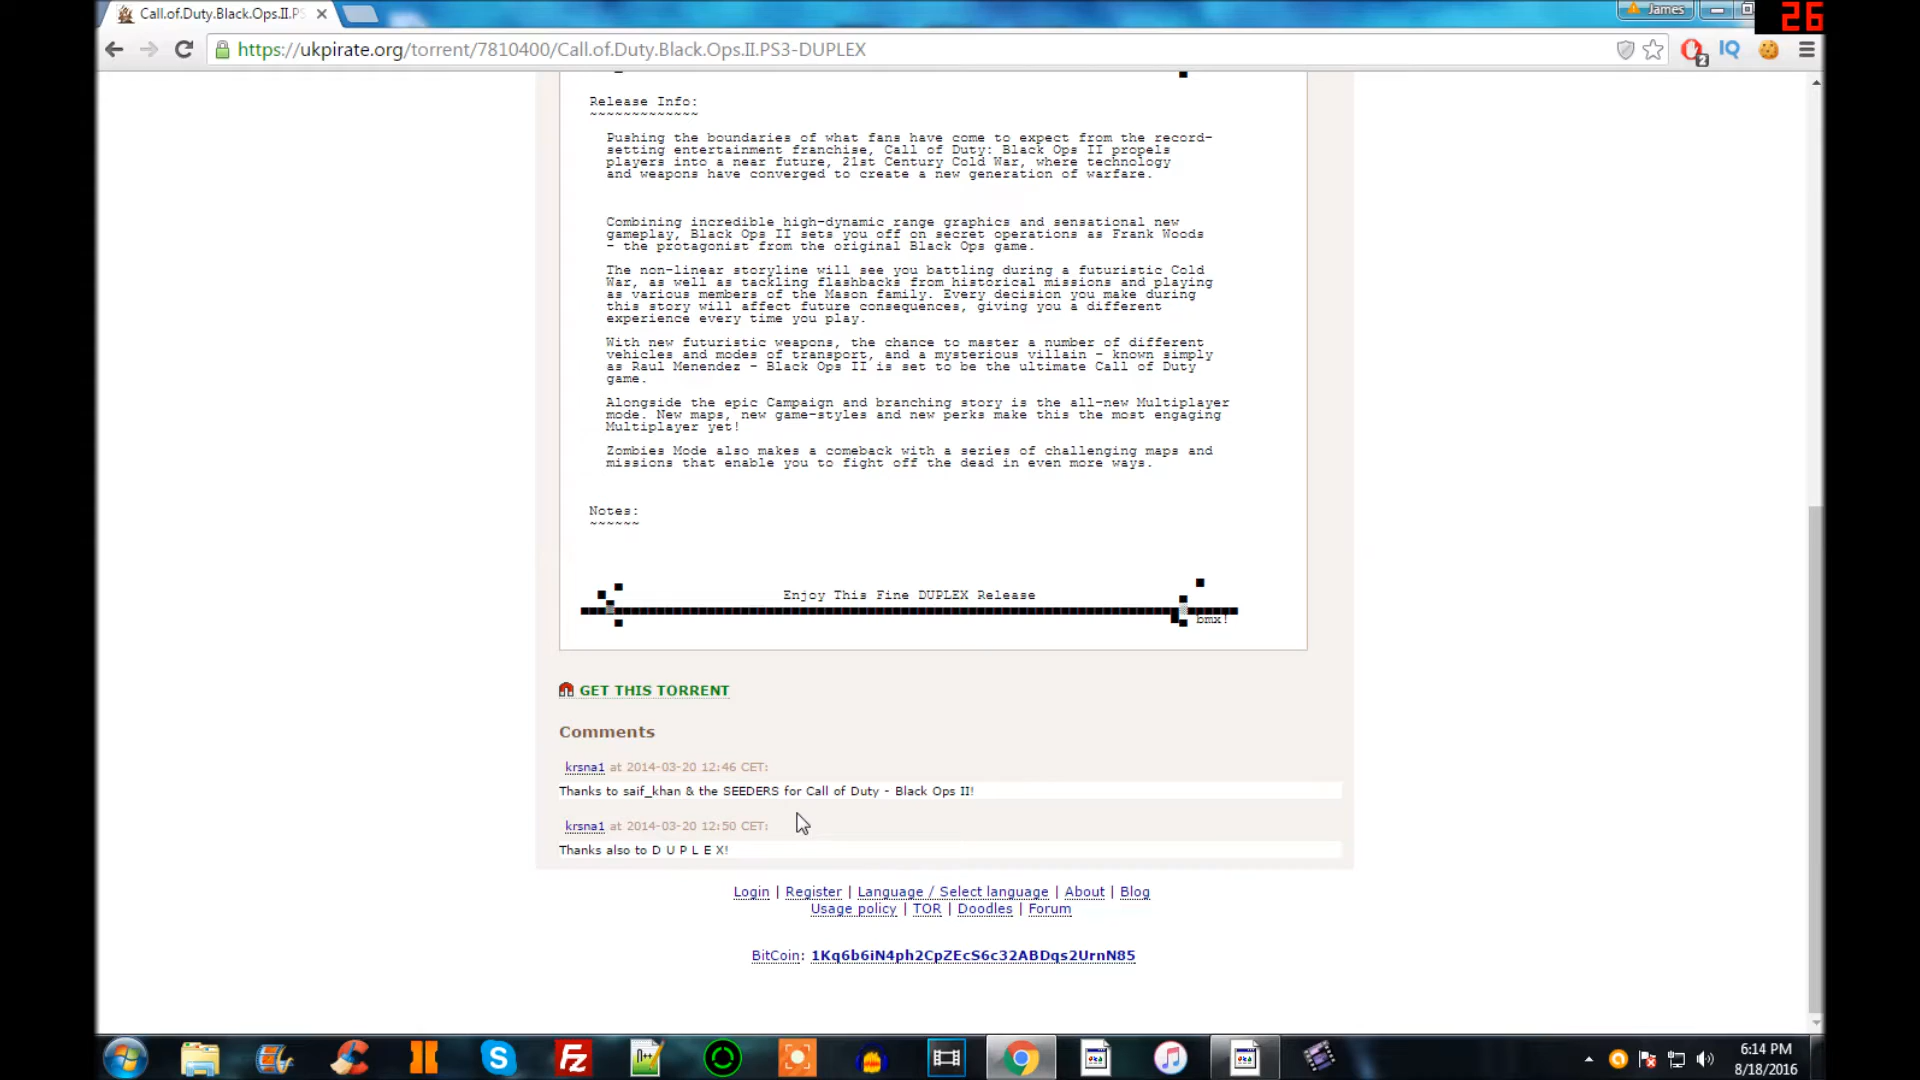 Call.of.Duty.Black.Ops.II.PS
James
26
https://ukpirate.org/torrent/7810400/Call.of.Duty.Black.Ops.II.PS3-DUPLEX
2
IQ
Release Info:
~~~~~~~~~~~~~
Pushing the boundaries of what fans have come to expect from the record-
setting entertainment franchise, Call of Duty: Black Ops II propels
players into a near future, 21st Century Cold War, where technology
and weapons have converged to create a new generation of warfare.
Combining incredible high-dynamic range graphics and sensational new
gameplay, Black Ops II sets you off on secret operations as Frank Woods
- the protagonist from the original Black Ops game.
The non-linear storyline will see you battling during a futuristic Cold
War, as well as tackling flashbacks from historical missions and playing
as various members of the Mason family. Every decision you make during
this story will affect future consequences, giving you a different
experience every time you play.
With new futuristic weapons, the chance to master a number of different
vehicles and modes of transport, and a mysterious villain - known simply
as Raul Menendez - Black Ops II is set to be the ultimate Call of Duty
game.
Alongside the epic Campaign and branching story is the all-new Multiplayer
mode. New maps, new game-styles and new perks make this the most engaging
Multiplayer yet!
Zombies Mode also makes a comeback with a series of challenging maps and
missions that enable you to fight off the dead in even more ways.
Notes:
~~~~~~
Enjoy This Fine DUPLEX Release
bmx!
GET THIS TORRENT
Comments
krsna1 at 2014-03-20 12:46 CET:
Thanks to saif_khan & the SEEDERS for Call of Duty - Black Ops II!
krsna1 at 2014-03-20 12:50 CET:
Thanks also to D U P L E X!
Login | Register | Language / Select language | About | Blog
Usage policy | TOR | Doodles | Forum
BitCoin: 1Kq6b6iN4ph2CpZEcS6c32ABDqs2UrnN85
6:14 PM
8/18/2016